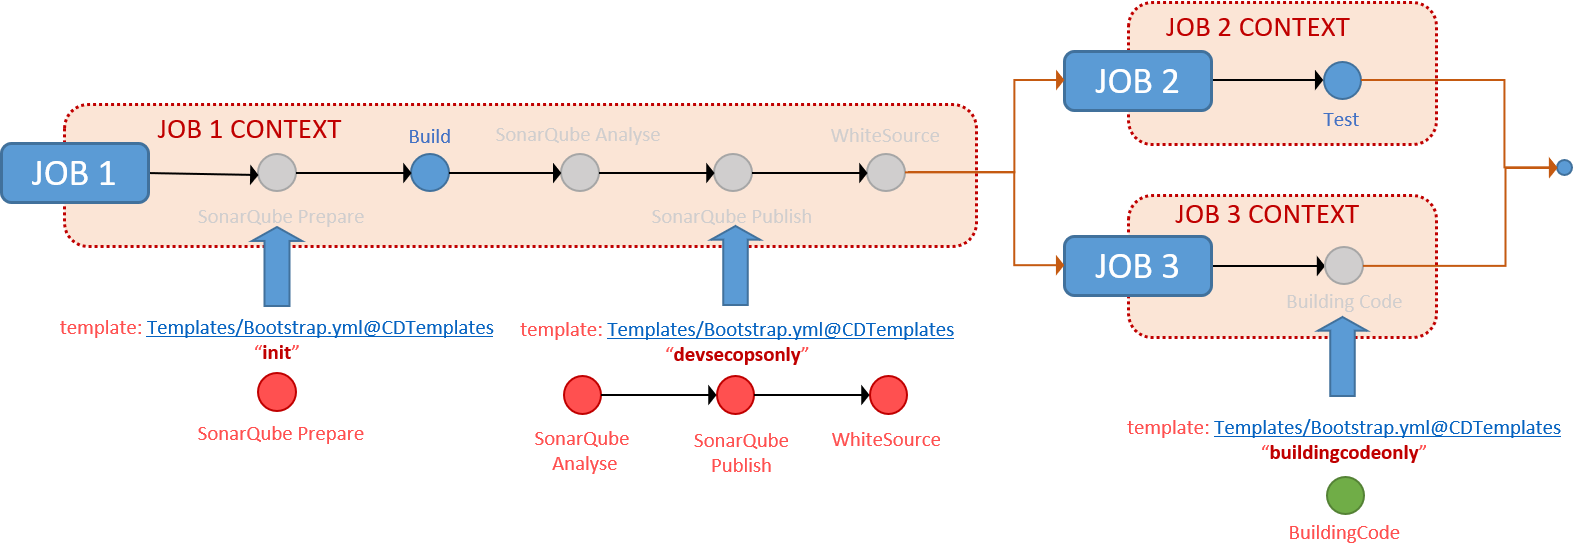 JOB 2 CONTEXT
JOB 2
Test
JOB 1 CONTEXT
Build
SonarQube Analyse
WhiteSource
JOB 1
SonarQube Prepare
SonarQube Publish
JOB 3 CONTEXT
JOB 3
Building Code
template: Templates/Bootstrap.yml@CDTemplates
“init”
SonarQube Prepare
template: Templates/Bootstrap.yml@CDTemplates
“devsecopsonly”
SonarQube
Analyse
SonarQube
Publish
WhiteSource
template: Templates/Bootstrap.yml@CDTemplates
“buildingcodeonly”
BuildingCode